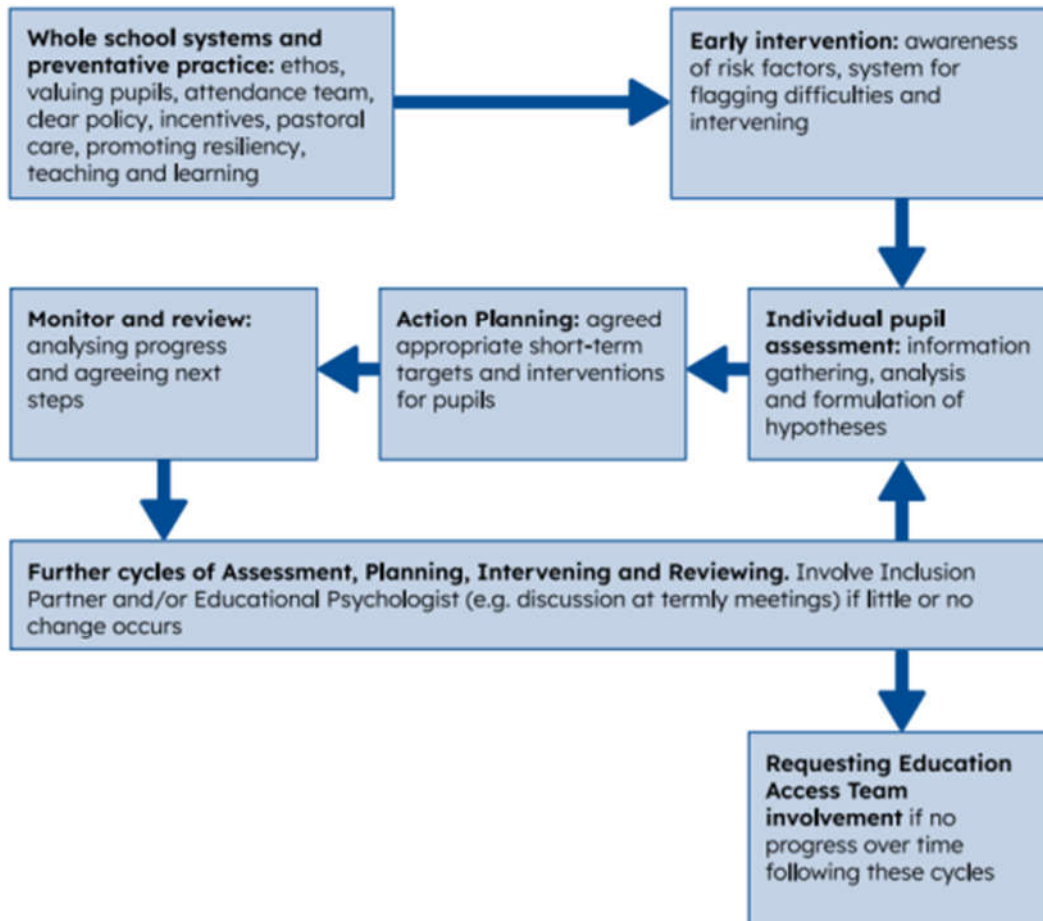 Whole school systems and
preventative practice: ethos,
valuing pupils, attendance team,
clear policy, incentives, pastoral
care, promoting resiliency,
teaching and learning
Early intervention: awareness
of risk factors, system for
flagging difficulties and
intervening
Individual pupil
assessment: information
gathering, analysis
and formulation of
hypotheses
Action Planning: agreed
appropriate short-term
targets and interventions
for pupils
Monitor and review:
analysing progress
and agreeing next
steps
Further cycles of Assessment, Planning, Intervening and Reviewing. Involve Inclusion
Partner and/or Educational Psychologist (e.g. discussion at termly meetings) if little or no
change occurs
Requesting Education
Access Team
involvement if no
progress over time
following these cycles